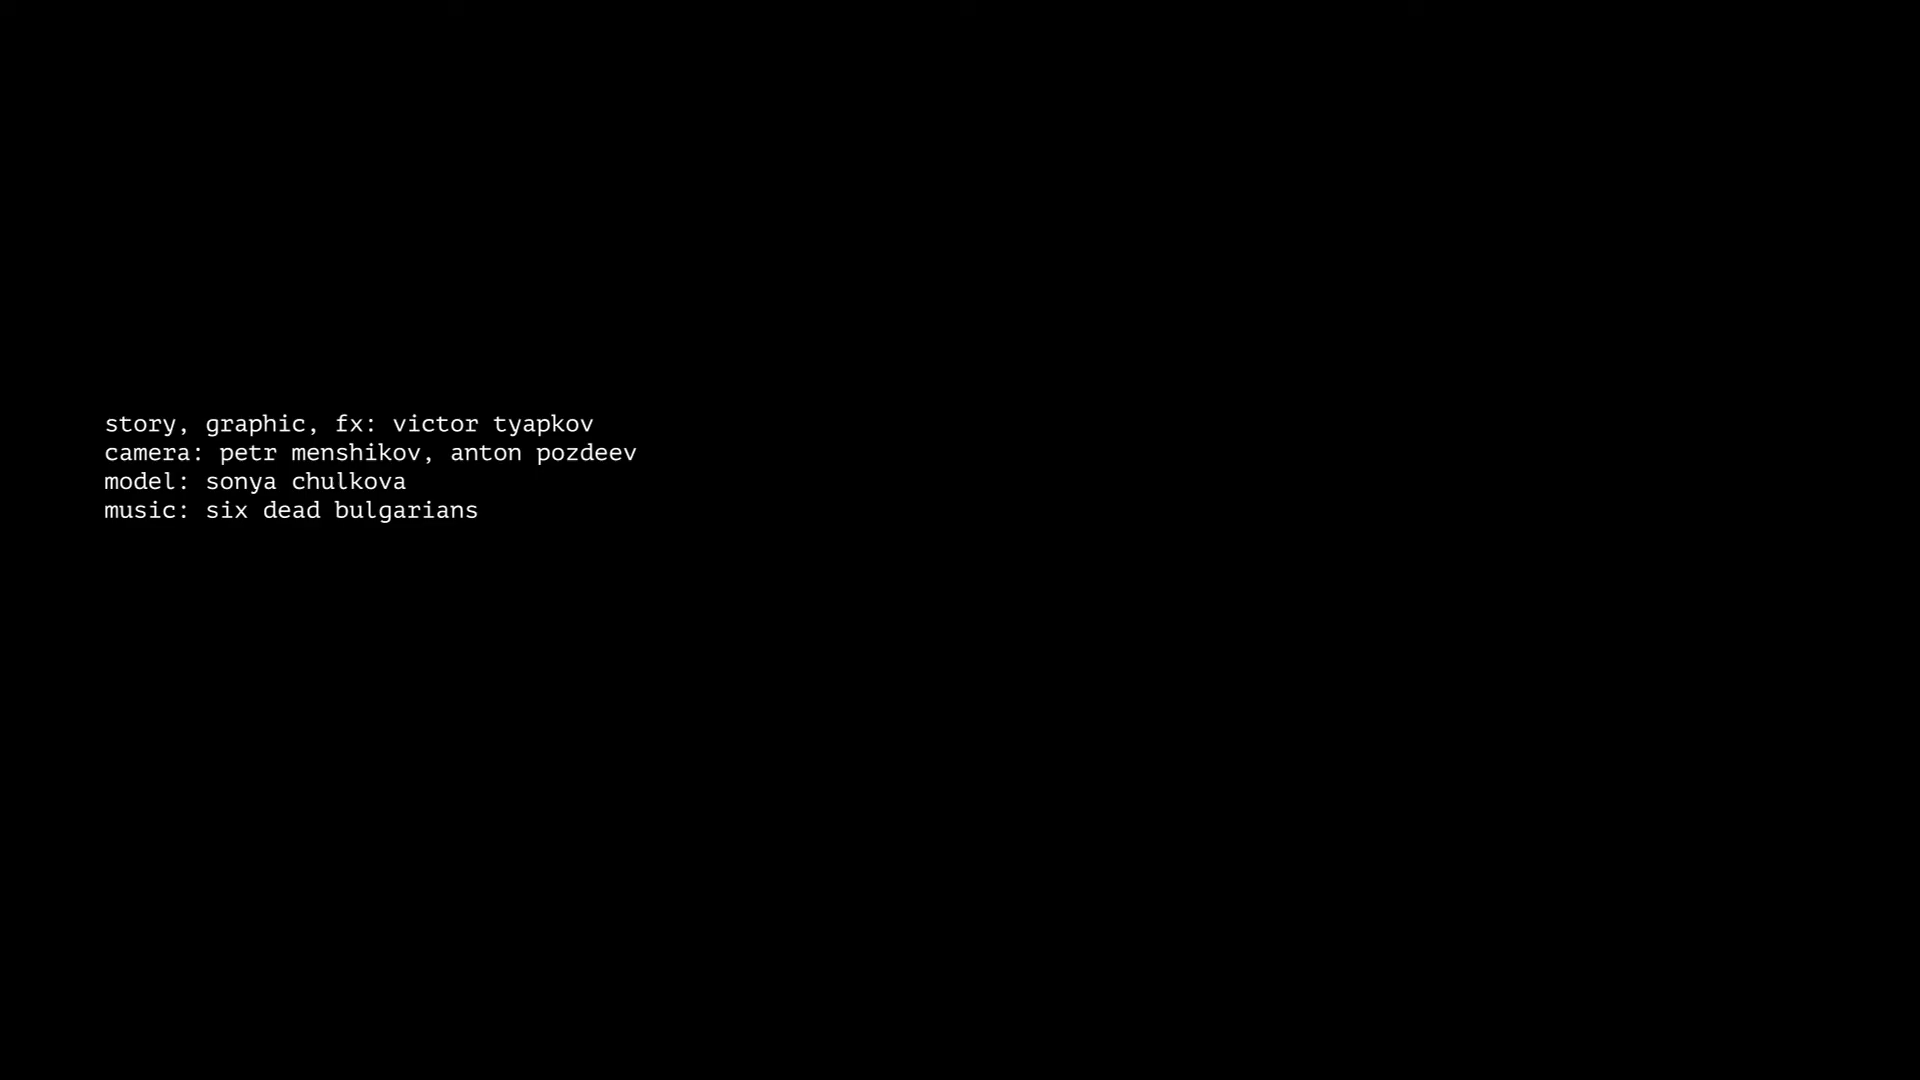 story, graphic, fx: victor tyapkov
camera: petr menshikov, anton pozdeev
model: sonya chulkova
music: six dead bulgarians